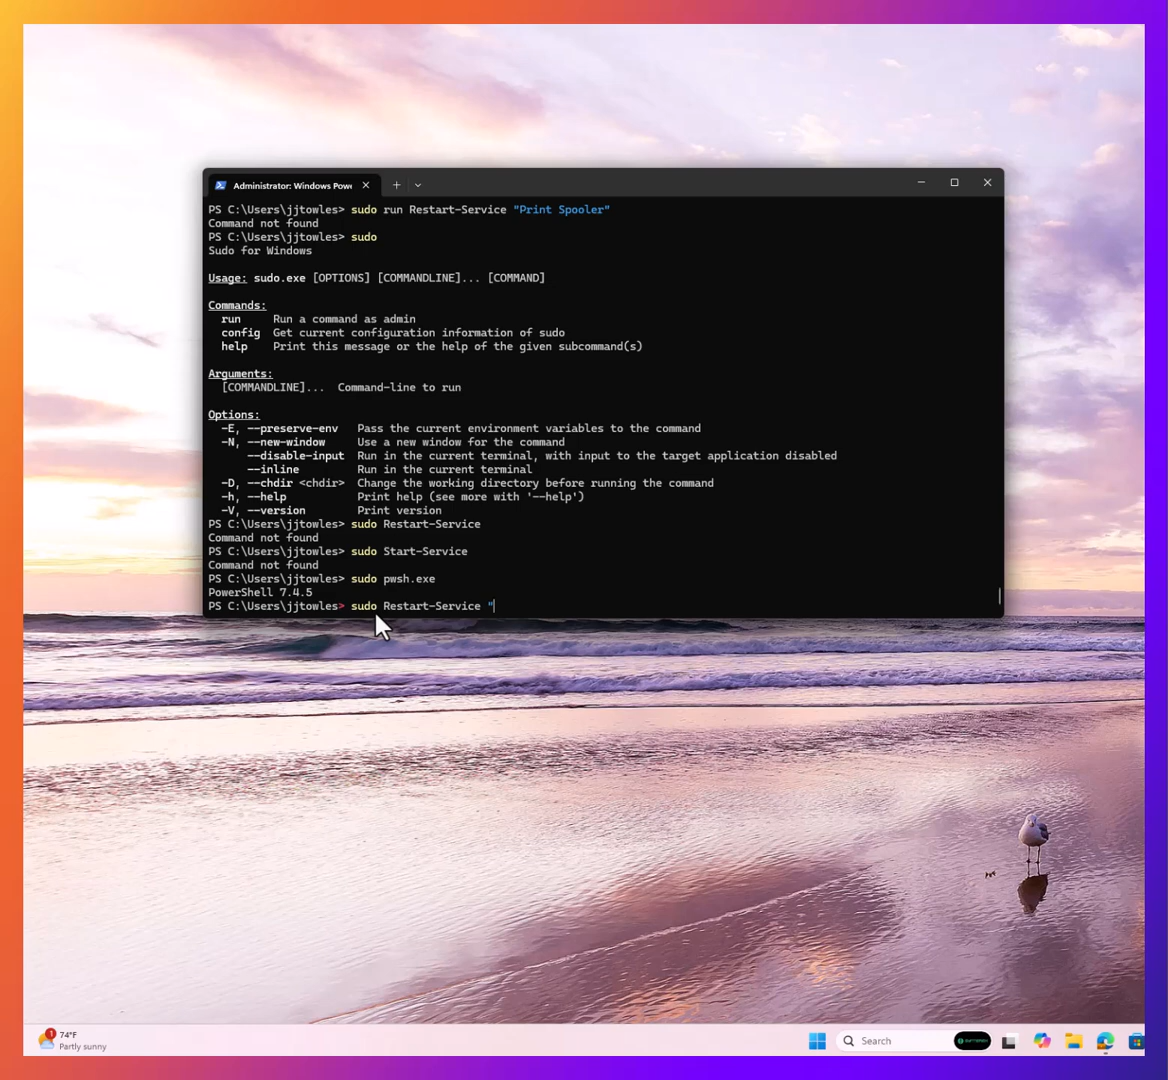 Administrator: Windows Powe
PS C:\Users\jjtowles> sudo run Restart-Service "Print Spooler"
Command not found
PS C:\Users\jjtowles> sudo
Sudo for Windows
Usage: sudo.exe [OPTIONS] [COMMANDLINE]... [COMMAND]
Commands:
run Run a command as admin
config Get current configuration information of sudo
help Print this message or the help of the given subcommand(s)
Arguments:
[COMMANDLINE]... Command-line to run
Options:
-E, --preserve-env Pass the current environment variables to the command
-N, --new-window Use a new window for the command
--disable-input Run in the current terminal, with input to the target application disabled
--inline Run in the current terminal
-D, --chdir <chdir> Change the working directory before running the command
-h, --help Print help (see more with '--help')
-V, --version Print version
PS C:\Users\jjtowles> sudo Restart-Service
Command not found
PS C:\Users\jjtowles> sudo Start-Service
Command not found
PS C:\Users\jjtowles> sudo pwsh.exe
PowerShell 7.4.5
PS C:\Users\jjtowles> sudo Restart-Service "
1
74°F
Partly sunny
Search